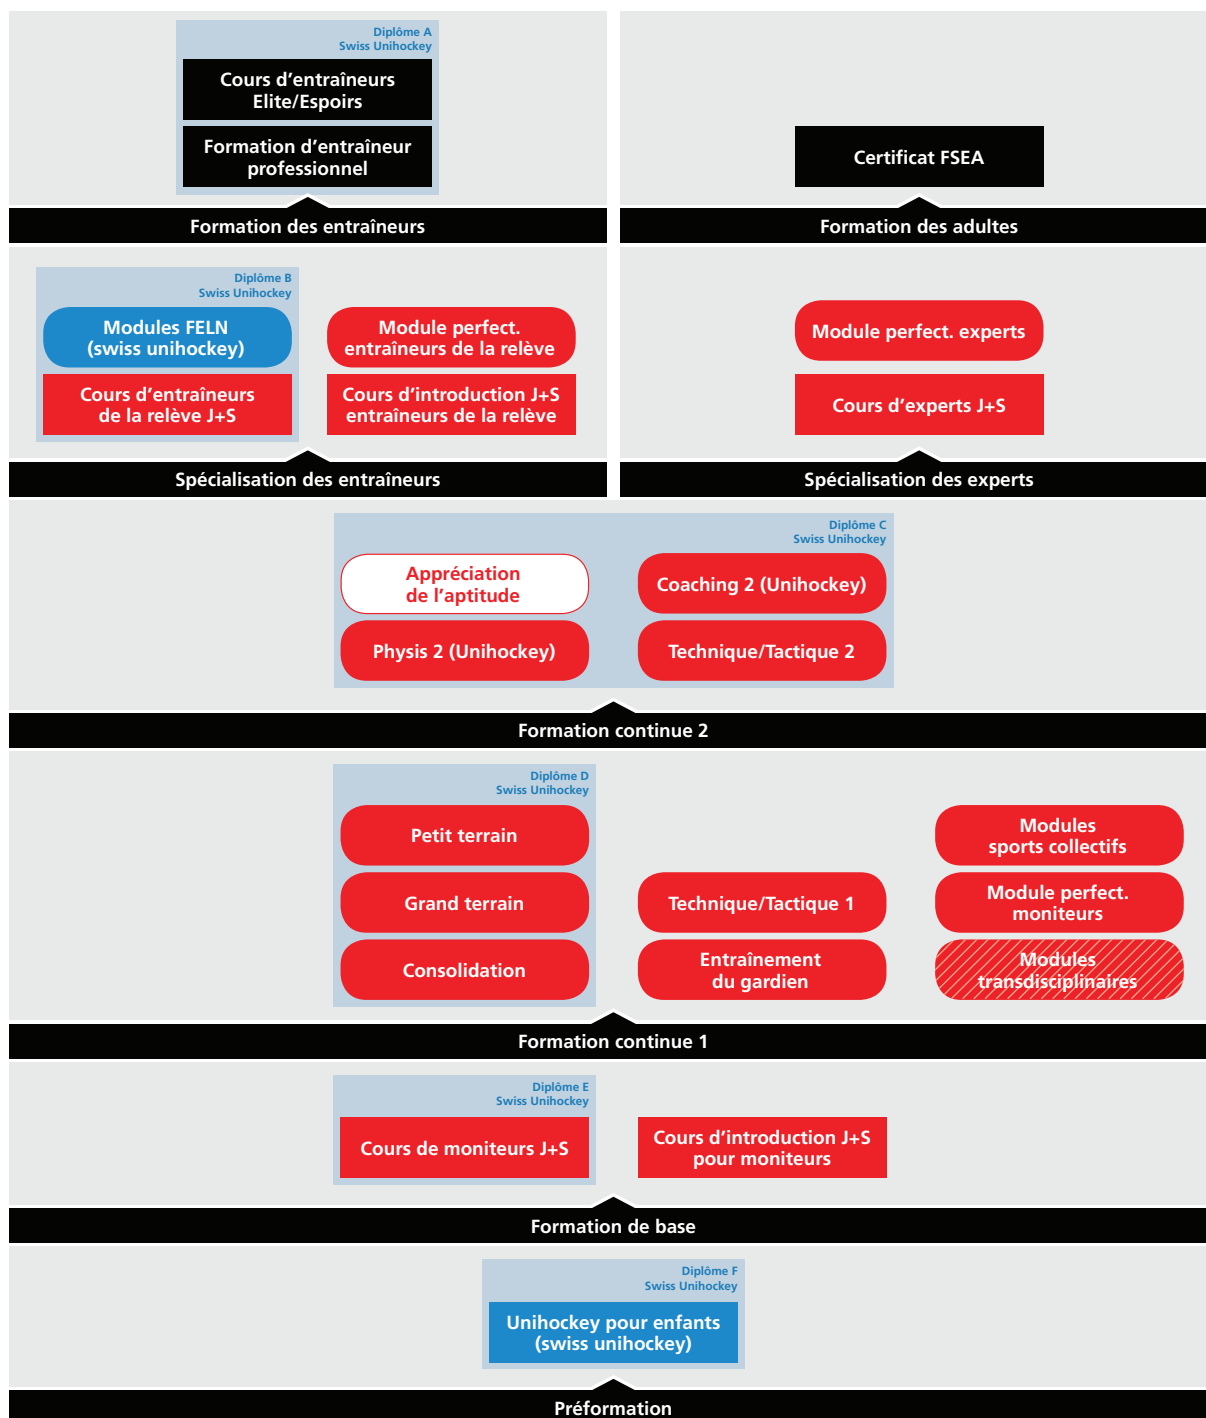 Diplôme A
Swiss Unihockey
Cours d’entraîneurs
Elite/Espoirs
Formation d’entraîneur
professionnel
Certificat FSEA
Formation des entraîneurs
Formation des adultes
Diplôme B
Swiss Unihockey
Modules FELN
(swiss unihockey)
Module perfect.
entraîneurs de la relève
Module perfect. experts
Cours d’entraîneurs
de la relève J+S
Cours d’introduction J+S
entraîneurs de la relève
Cours d’experts J+S
Spécialisation des entraîneurs
Spécialisation des experts
Diplôme C
Swiss Unihockey
Appréciation
de l’aptitude
Coaching 2 (Unihockey)
Physis 2 (Unihockey)
Technique/Tactique 2
Formation continue 2
Diplôme D
Swiss Unihockey
Petit terrain
Modules
sports collectifs
Grand terrain
Technique/Tactique 1
Module perfect.
moniteurs
Consolidation
Entraînement
du gardien
Modules
transdisciplinaires
Formation continue 1
Diplôme E
Swiss Unihockey
Cours de moniteurs J+S
Cours d’introduction J+S
pour moniteurs
Formation de base
Diplôme F
Swiss Unihockey
Unihockey pour enfants
(swiss unihockey)
Préformation